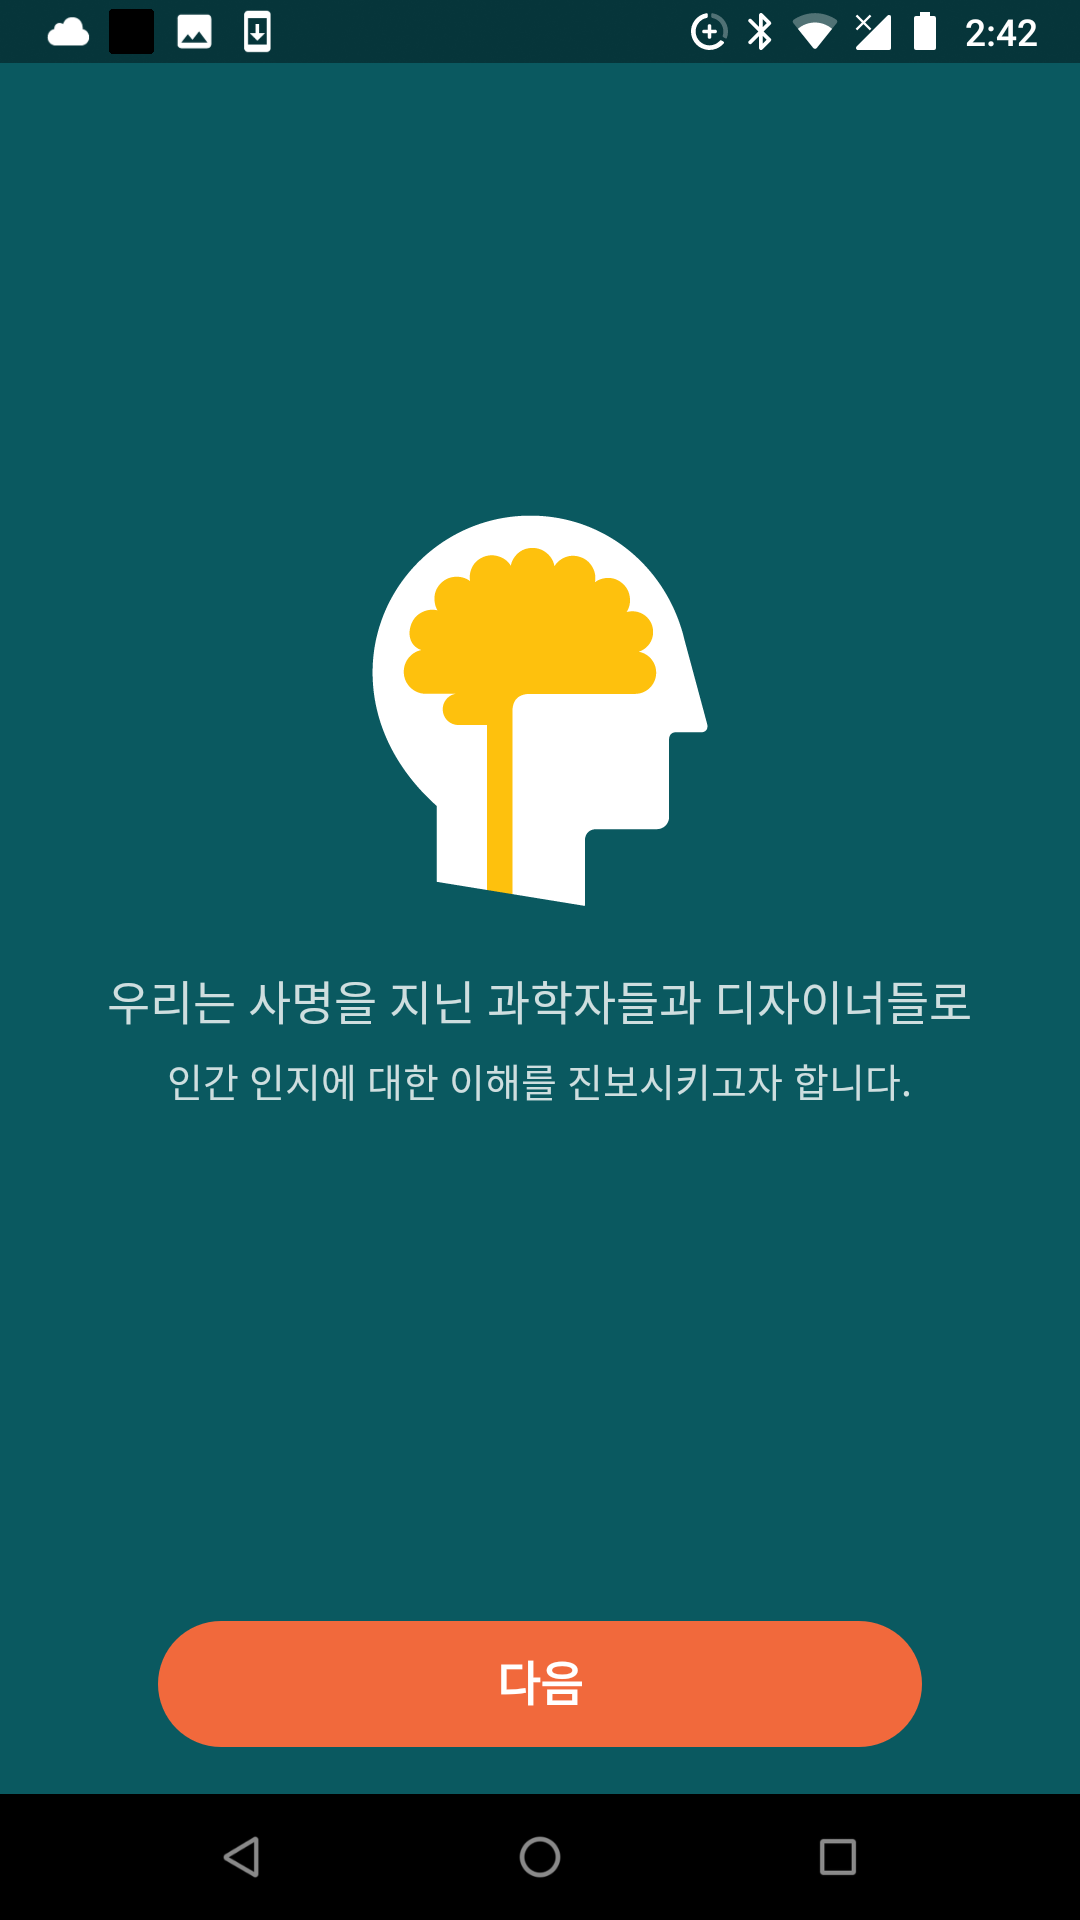 2:42
우리는 사명을 지닌 과학자들과 디자이너들로
인간 인지에 대한 이해를 진보시키고자 합니다.
다음